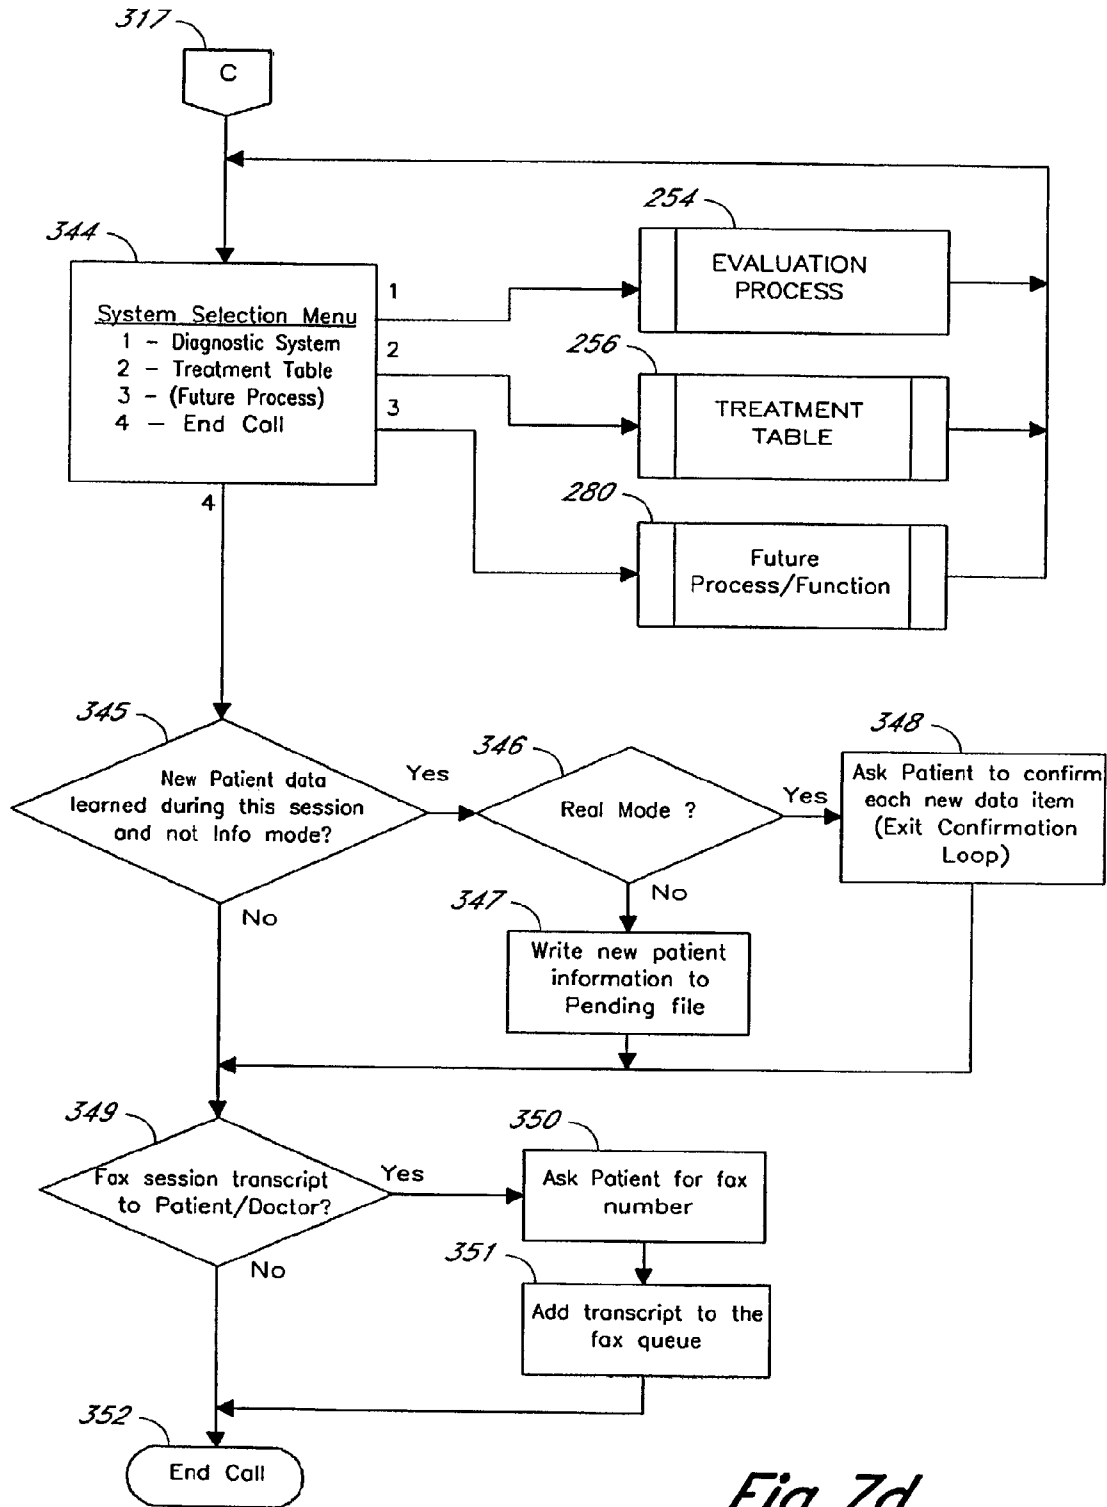 317
C
344
System Selection Menu
1 - Diagnostic System
2 - Treatment Table
3 - (Future Process)
4 - End Call
1
2
3
4
254
EVALUATION
PROCESS
256
TREATMENT
TABLE
280
Future
Process/Function
345
New Patient data
learned during this session
and not Info mode?
Yes
No
346
Real Mode ?
Yes
No
348
Ask Patient to confirm
each new data item
(Exit Confirmation
Loop)
347
Write new patient
information to
Pending file
349
Fax session transcript
to Patient/Doctor?
Yes
No
350
Ask Patient for fax
number
351
Add transcript to the
fax queue
352
End Call
Fig. 7d